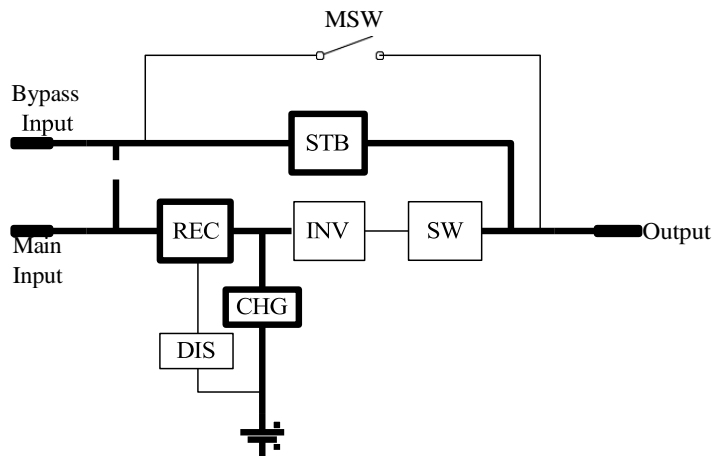 MSW
Bypass
Input
STB
REC
INV
SW
Output
Main
Input
CHG
DIS